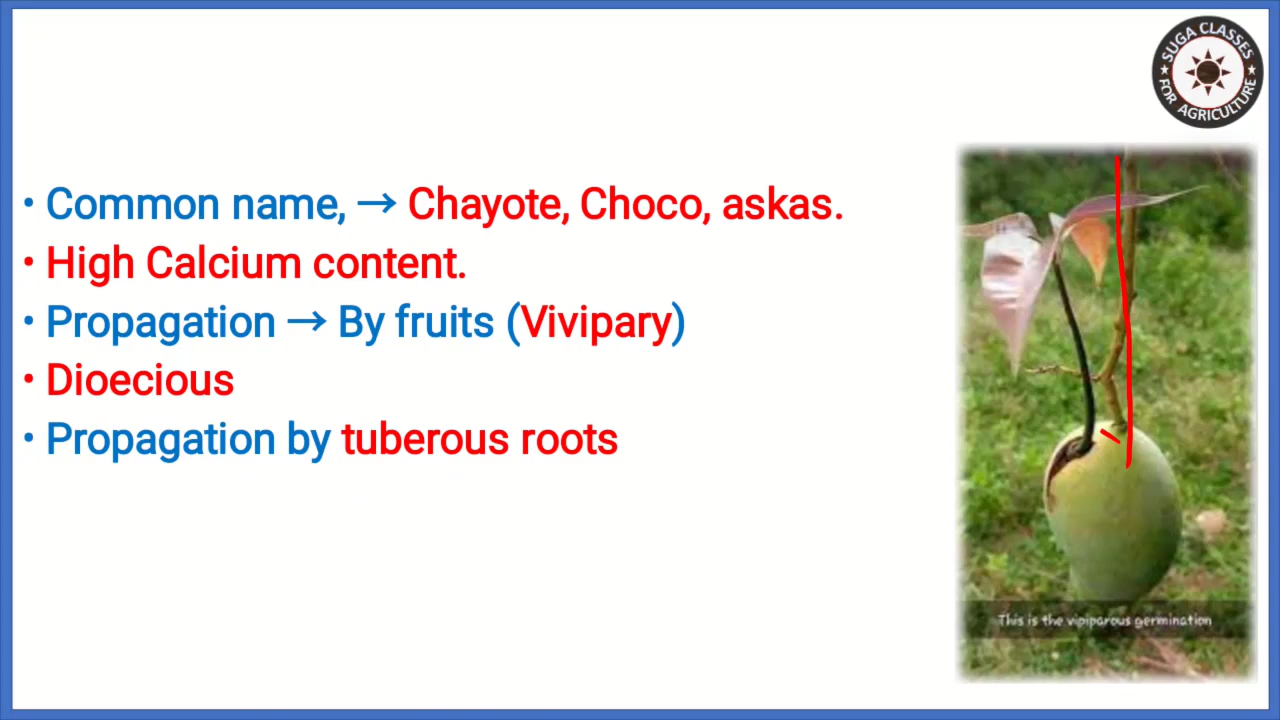 SUGA CLASSES
FOR AGRICULTURE
• Common name, → Chayote, Choco, askas.
• High Calcium content.
• Propagation → By fruits (Vivipary)
• Dioecious
• Propagation by tuberous roots
This is the vipiparous germination